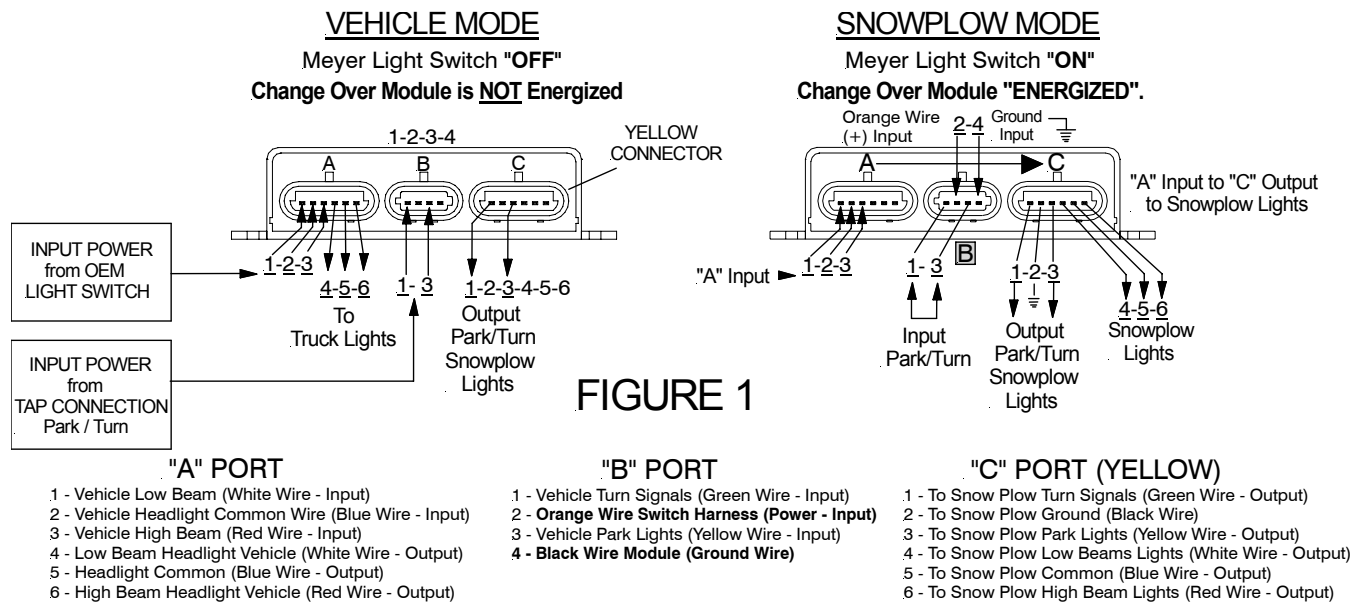 VEHICLE MODE
Meyer Light Switch "OFF"
Change Over Module is NOT Energized
1-2-3-4
YELLOW
CONNECTOR
A
B
C
INPUT POWER
from OEM
LIGHT SWITCH
1-2-3
4-5-6
To
Truck Lights
1- 3
1-2-3-4-5-6
Output
Park/Turn
Snowplow
Lights
INPUT POWER
from
TAP CONNECTION
Park / Turn
SNOWPLOW MODE
Meyer Light Switch "ON"
Change Over Module "ENERGIZED".
Orange Wire
(+) Input
2-4
Ground
Input
A
C
"A" Input to "C" Output
to Snowplow Lights
B
"A" Input
1-2-3
1- 3
Input
Park/Turn
1-2-3
Output
Park/Turn
Snowplow
Lights
4-5-6
Snowplow
Lights
FIGURE 1
"A" PORT
1 - Vehicle Low Beam (White Wire - Input)
2 - Vehicle Headlight Common Wire (Blue Wire - Input)
3 - Vehicle High Beam (Red Wire - Input)
4 - Low Beam Headlight Vehicle (White Wire - Output)
5 - Headlight Common (Blue Wire - Output)
6 - High Beam Headlight Vehicle (Red Wire - Output)
"B" PORT
1 - Vehicle Turn Signals (Green Wire - Input)
2 - Orange Wire Switch Harness (Power - Input)
3 - Vehicle Park Lights (Yellow Wire - Input)
4 - Black Wire Module (Ground Wire)
"C" PORT (YELLOW)
1 - To Snow Plow Turn Signals (Green Wire - Output)
2 - To Snow Plow Ground (Black Wire)
3 - To Snow Plow Park Lights (Yellow Wire - Output)
4 - To Snow Plow Low Beams Lights (White Wire - Output)
5 - To Snow Plow Common (Blue Wire - Output)
6 - To Snow Plow High Beam Lights (Red Wire - Output)